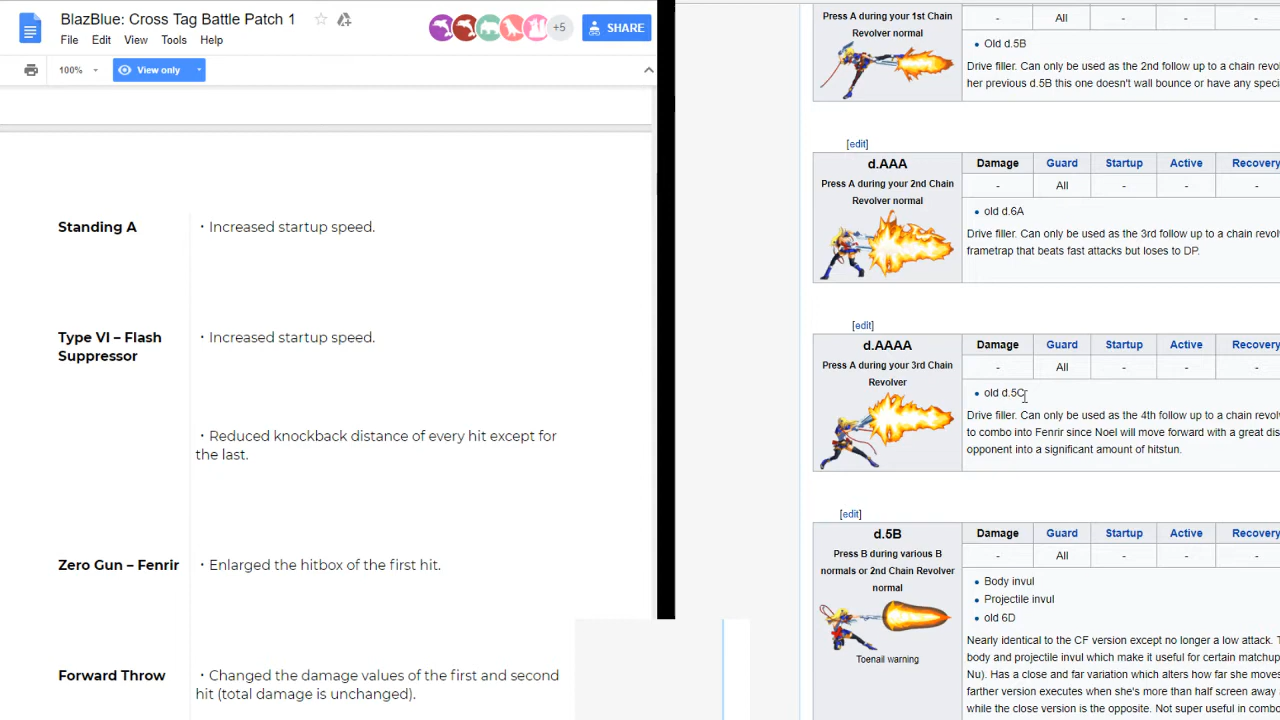 BlazBlue: Cross Tag Battle Patch 1
File Edit View Tools Help
+5
SHARE
100%
View only
Standing A
・Increased startup speed.
Type VI – Flash
Suppressor
・Increased startup speed.
・Reduced knockback distance of every hit except for
the last.
Zero Gun – Fenrir
・Enlarged the hitbox of the first hit.
Forward Throw
・Changed the damage values of the first and second
hit (total damage is unchanged).
Press A during your 1st Chain
Revolver normal
- All - - -
• Old d.5B
Drive filler. Can only be used as the 2nd follow up to a chain
her previous d.5B this one doesn't wall bounce or have any
[edit]
d.AAA
Press A during your 2nd Chain
Revolver normal
Damage Guard Startup Active Recovery
- All - - -
• old d.6A
Drive filler. Can only be used as the 3rd follow up to a chain
frametrap that beats fast attacks but loses to DP.
[edit]
d.AAAA
Press A during your 3rd Chain
Revolver
Damage Guard Startup Active Recovery
- All - - -
• old d.5C
Drive filler. Can only be used as the 4th follow up to a chain
to combo into Fenrir since Noel will move forward with a great
opponent into a significant amount of hitstun.
[edit]
d.5B
Press B during various B
normals or 2nd Chain Revolver
normal
Toenail warning
Damage Guard Startup Active Recovery
- All - - -
• Body invul
• Projectile invul
• old 6D
Nearly identical to the CF version except no longer a low attack.
body and projectile invul which make it useful for certain
Nu). Has a close and far variation which alters how far she moves
farther version executes when she's more than half screen away
while the close version is the opposite. Not super useful in